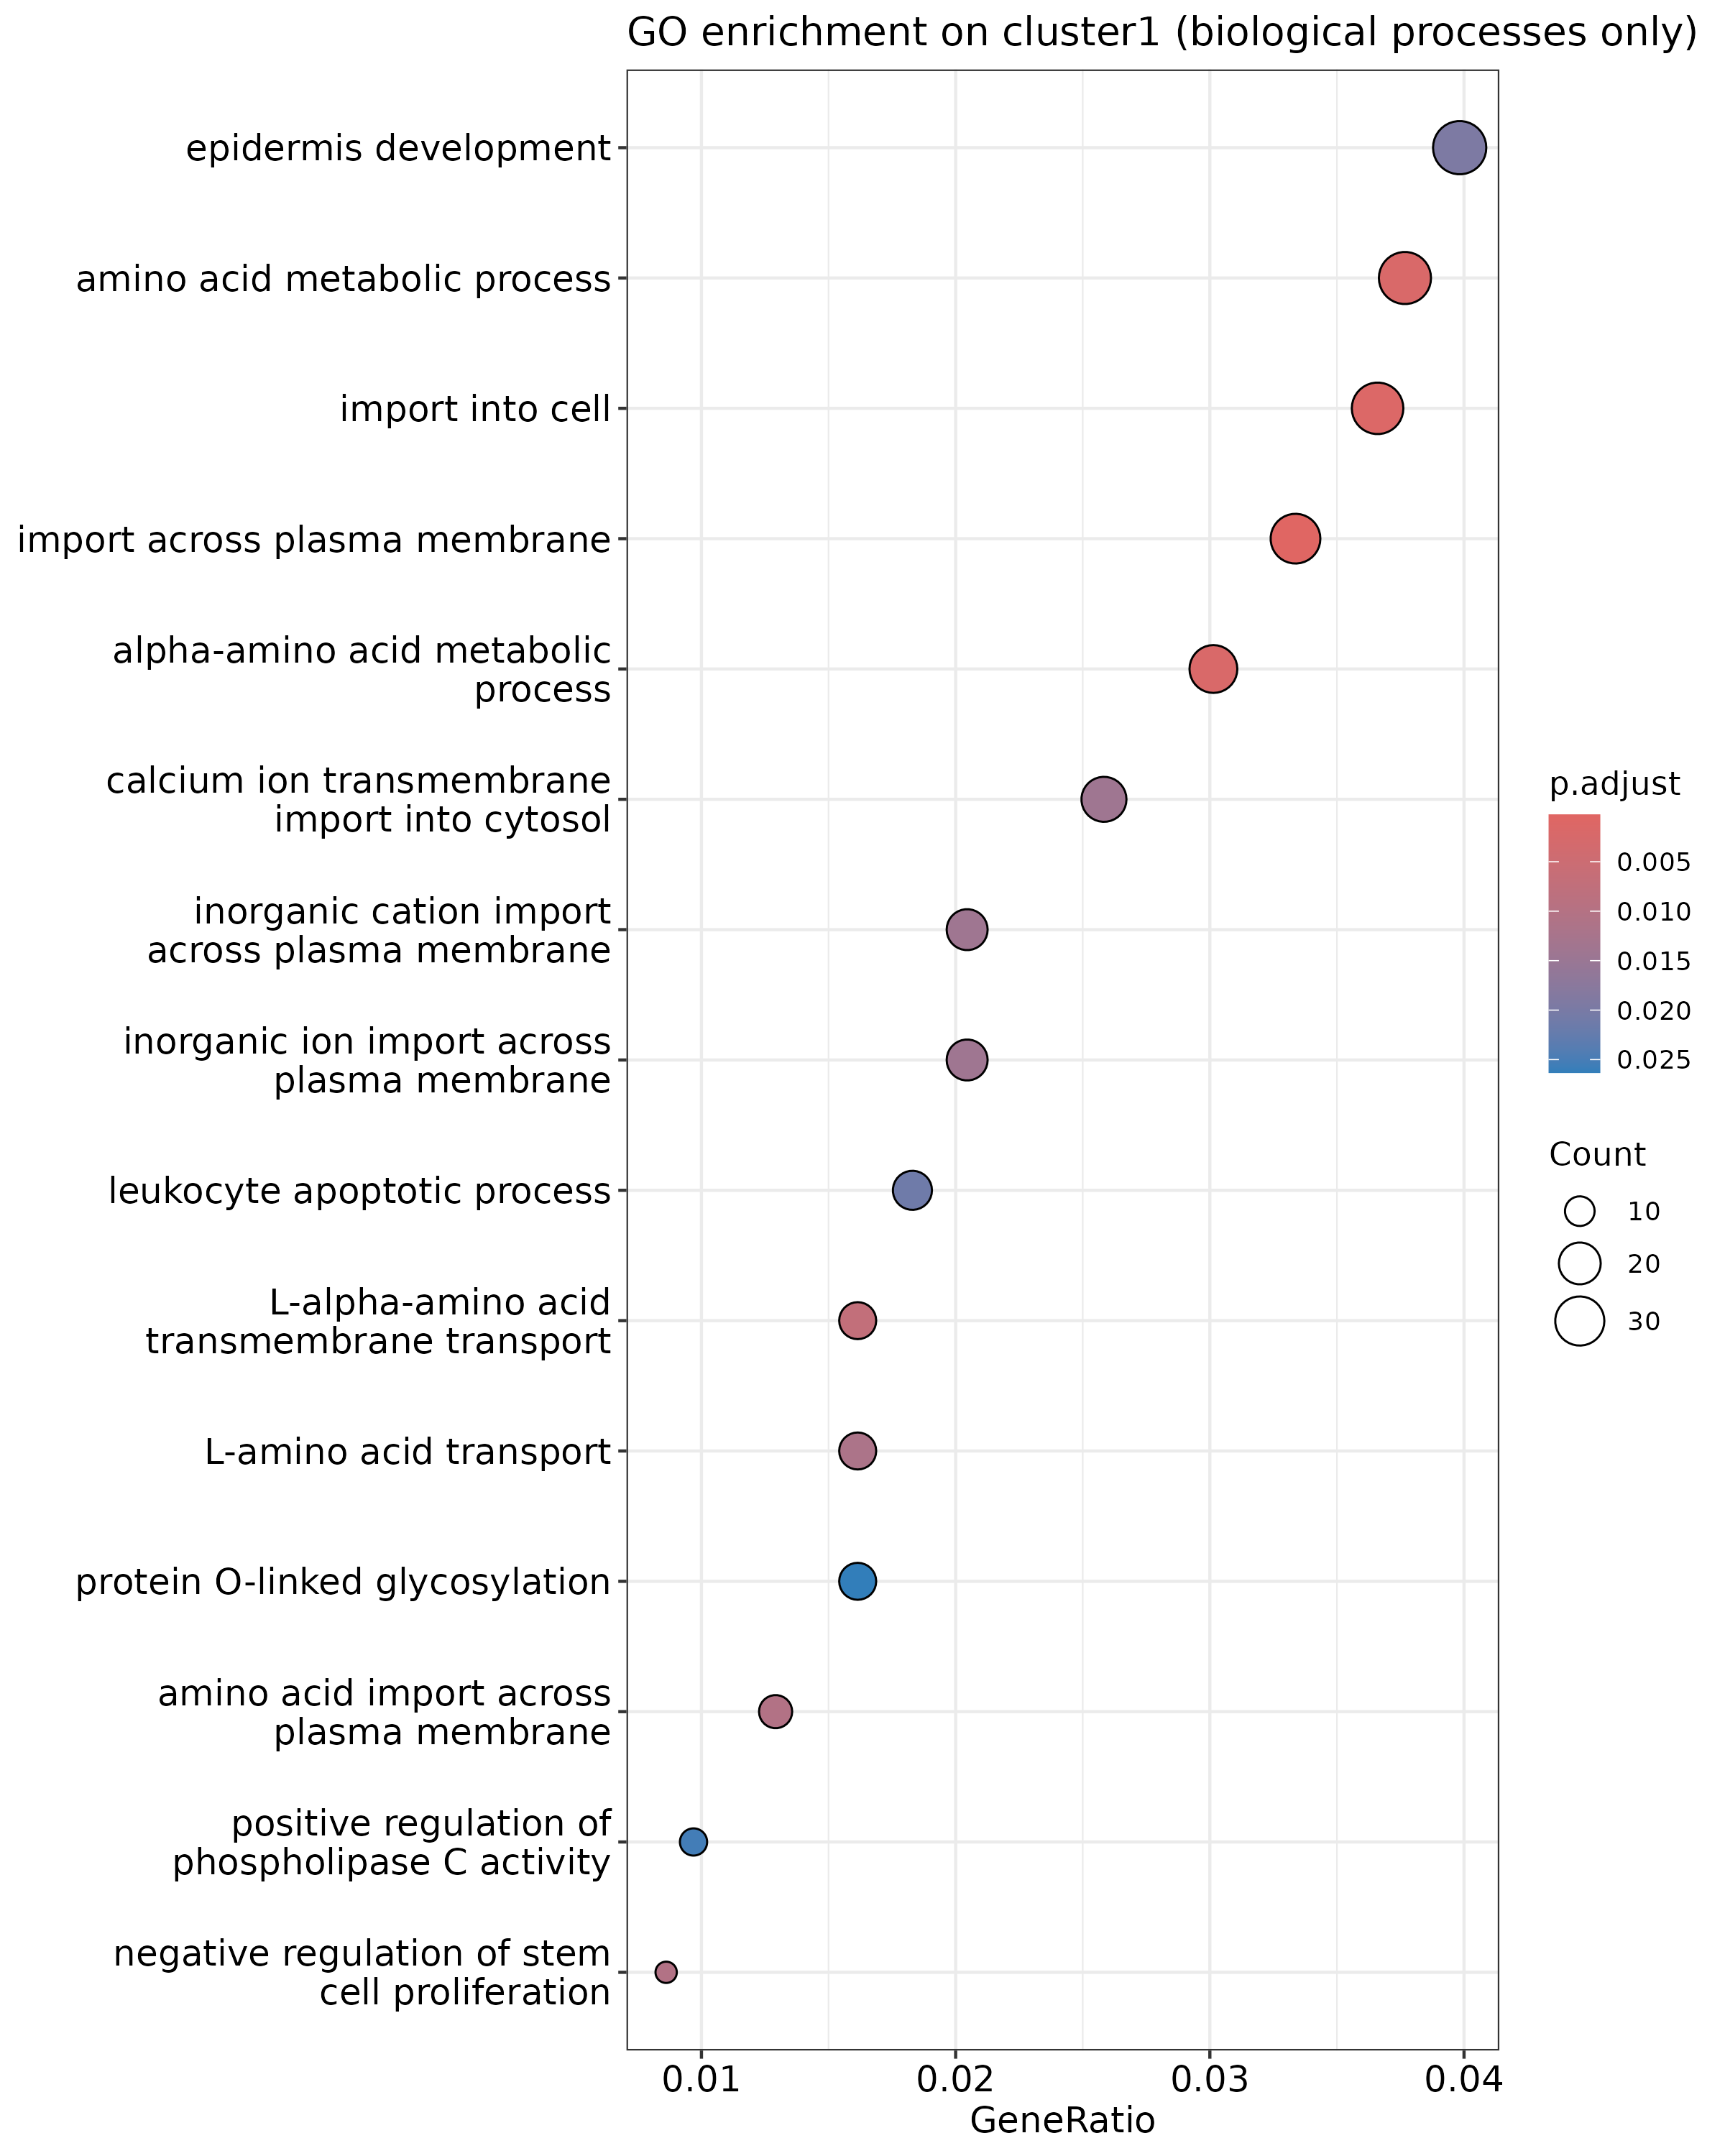 GO enrichment on cluster1 (biological processes only)
epidermis development
amino acid metabolic process
import into cell
import across plasma membrane
alpha-amino acid metabolic
process
calcium ion transmembrane
import into cytosol
inorganic cation import
across plasma membrane
inorganic ion import across
plasma membrane
leukocyte apoptotic process
L-alpha-amino acid
transmembrane transport
L-amino acid transport
protein O-linked glycosylation
amino acid import across
plasma membrane
positive regulation of
phospholipase C activity
negative regulation of stem
cell proliferation
0.01
0.02
0.03
0.04
GeneRatio
p.adjust
0.005
0.010
0.015
0.020
0.025
Count
10
20
30